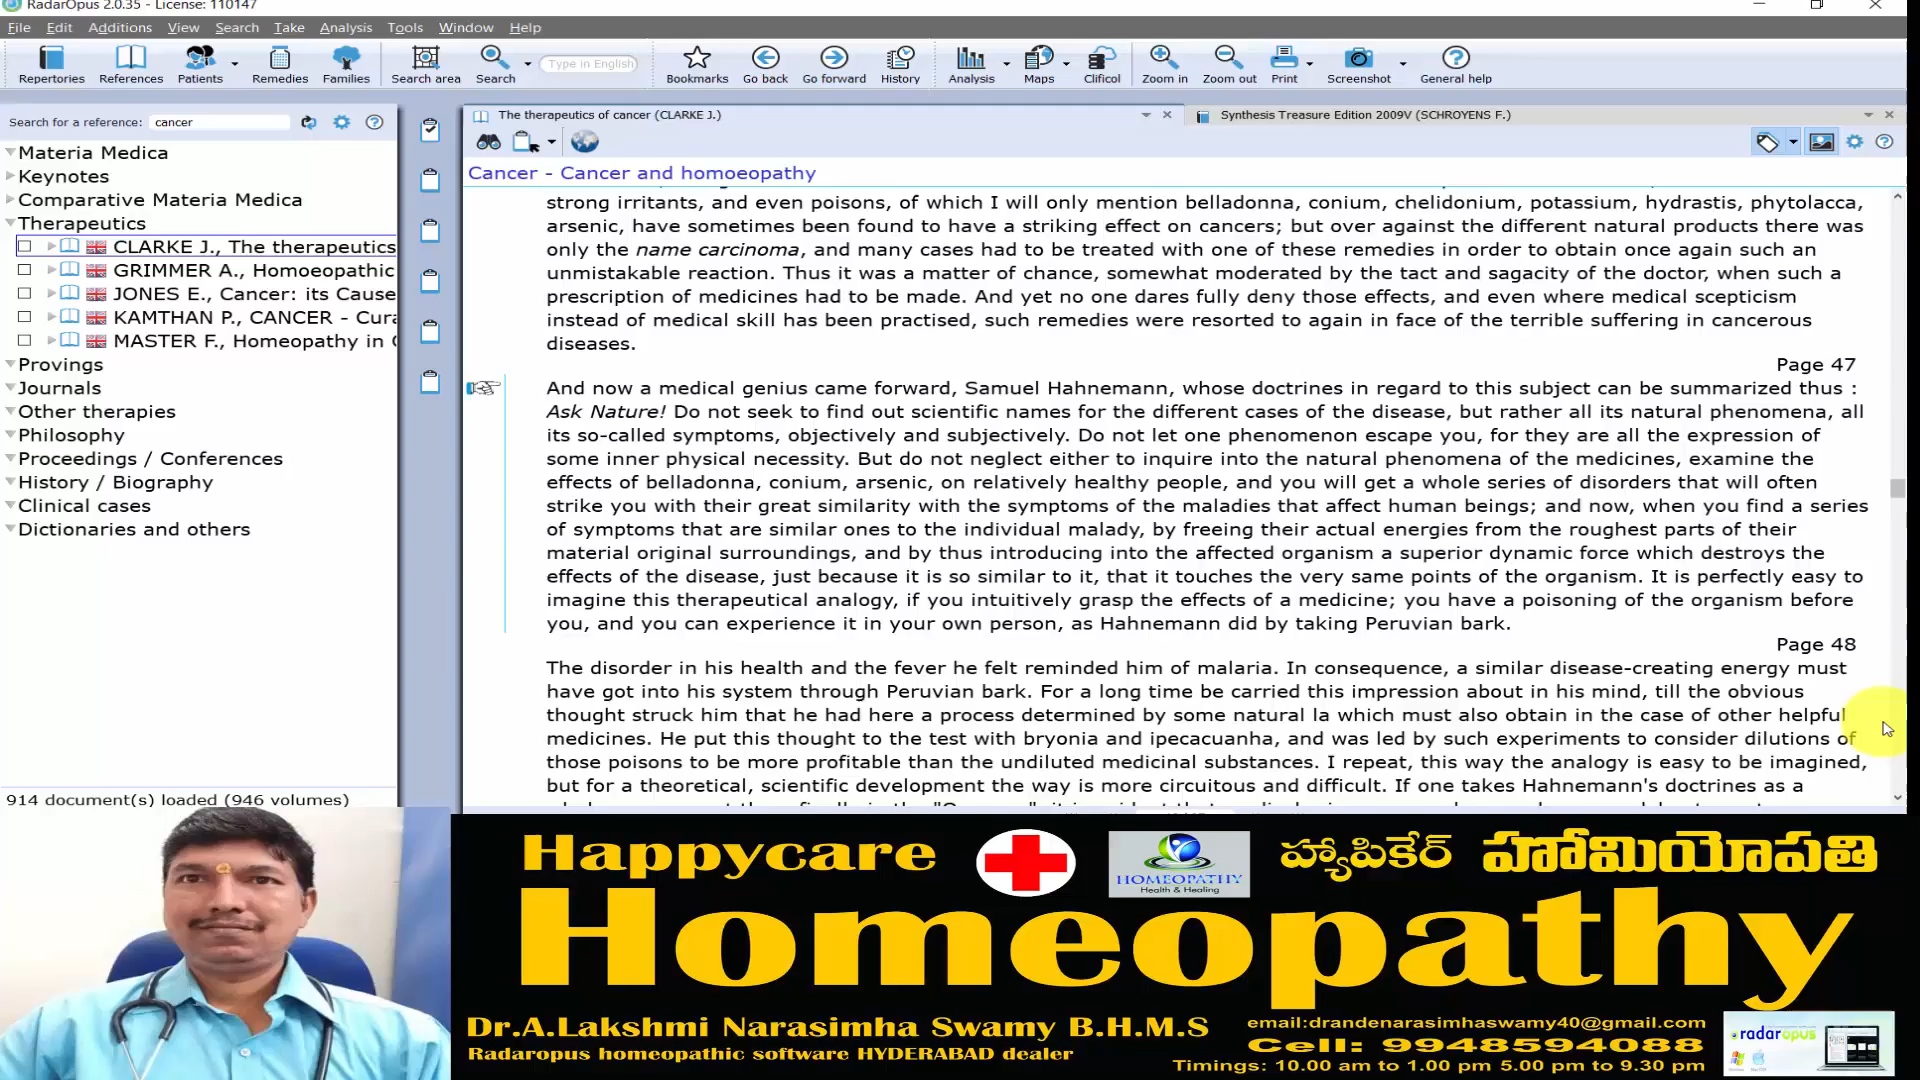 RadarOpus 2.0.35 - License: 110147
File Edit Additions View Search Take Analysis Tools Window Help
Repertories References Patients Remedies Families Search area Search Type in English Bookmarks Go back Go forward History Analysis Maps Clificol Zoom in Zoom out Print Screenshot General help
Search for a reference: cancer
Materia Medica
Keynotes
Comparative Materia Medica
Therapeutics
CLARKE J., The therapeutics
GRIMMER A., Homoeopathic
JONES E., Cancer: its Cause
KAMTHAN P., CANCER - Cura
MASTER F., Homeopathy in
Provings
Journals
Other therapies
Philosophy
Proceedings / Conferences
History / Biography
Clinical cases
Dictionaries and others
914 document(s) loaded (946 volumes)
The therapeutics of cancer (CLARKE J.)
Synthesis Treasure Edition 2009V (SCHROYENS F.)
Cancer - Cancer and homoeopathy
strong irritants, and even poisons, of which I will only mention belladonna, conium, chelidonium, potassium, hydrastis, phytolacca,
arsenic, have sometimes been found to have a striking effect on cancers; but over against the different natural products there was
only the name carcinoma, and many cases had to be treated with one of these remedies in order to obtain once again such an
unmistakable reaction. Thus it was a matter of chance, somewhat moderated by the tact and sagacity of the doctor, when such a
prescription of medicines had to be made. And yet no one dares fully deny those effects, and even where medical scepticism
instead of medical skill has been practised, such remedies were resorted to again in face of the terrible suffering in cancerous
diseases.
Page 47
And now a medical genius came forward, Samuel Hahnemann, whose doctrines in regard to this subject can be summarized thus :
Ask Nature! Do not seek to find out scientific names for the different cases of the disease, but rather all its natural phenomena, all
its so-called symptoms, objectively and subjectively. Do not let one phenomenon escape you, for they are all the expression of
some inner physical necessity. But do not neglect either to inquire into the natural phenomena of the medicines, examine the
effects of belladonna, conium, arsenic, on relatively healthy people, and you will get a whole series of disorders that will often
strike you with their great similarity with the symptoms of the maladies that affect human beings; and now, when you find a series
of symptoms that are similar ones to the individual malady, by freeing their actual energies from the roughest parts of their
material original surroundings, and by thus introducing into the affected organism a superior dynamic force which destroys the
effects of the disease, just because it is so similar to it, that it touches the very same points of the organism. It is perfectly easy to
imagine this therapeutical analogy, if you intuitively grasp the effects of a medicine; you have a poisoning of the organism before
you, and you can experience it in your own person, as Hahnemann did by taking Peruvian bark.
Page 48
The disorder in his health and the fever he felt reminded him of malaria. In consequence, a similar disease-creating energy must
have got into his system through Peruvian bark. For a long time be carried this impression about in his mind, till the obvious
thought struck him that he had here a process determined by some natural la which must also obtain in the case of other helpful
medicines. He put this thought to the test with bryonia and ipecacuanha, and was led by such experiments to consider dilutions of
those poisons to be more profitable than the undiluted medicinal substances. I repeat, this way the analogy is easy to be imagined,
but for a theoretical, scientific development the way is more circuitous and difficult. If one takes Hahnemann's doctrines as a
Happycare
HOMEOPATHY
Health & Healing
హ్యాపికేర్ హోమియోపతి
Homeopathy
Dr.A.Lakshmi Narasimha Swamy B.H.M.S
Radaropus homeopathic software HYDERABAD dealer
email:drandenarasimhaswamy40@gmail.com
Cell: 9948594088
Timings: 10.00 am to 1.00 pm 5.00 pm to 9.30 pm
radaropus